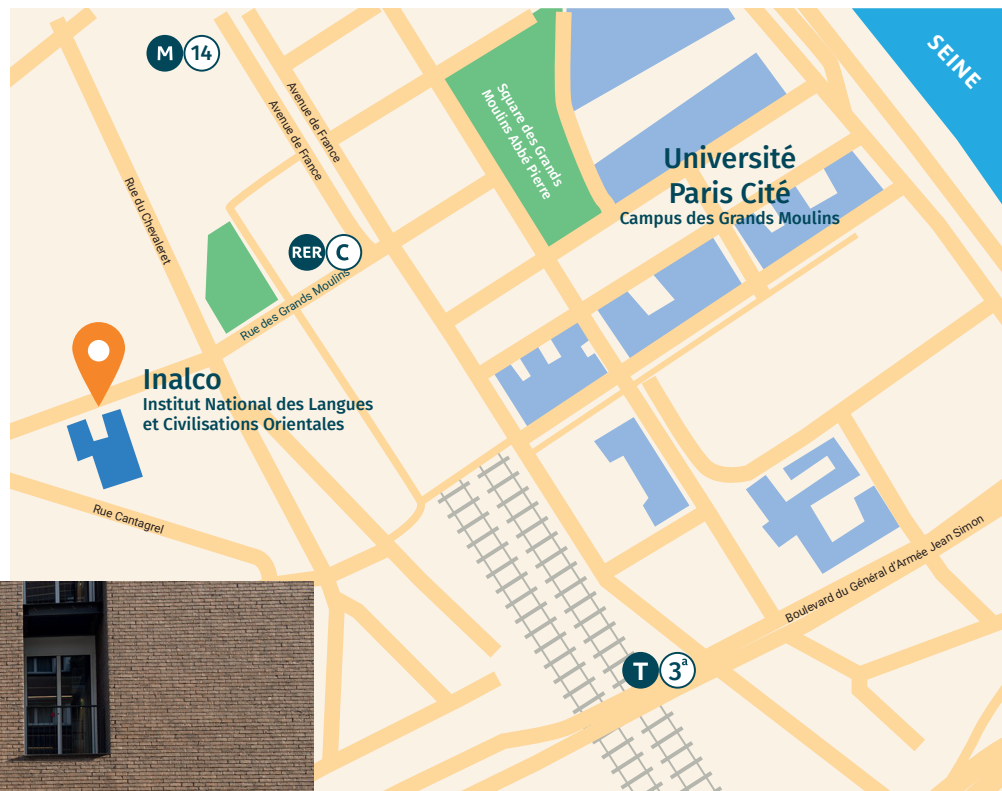 M 14
SEINE
Avenue de France
Avenue de France
Square des Grands
Moulins Abbé Pierre
Université
Paris Cité
Campus des Grands Moulins
Rue du Chevaleret
RER C
Rue des Grands Moulins
Inalco
Institut National des Langues
et Civilisations Orientales
Rue Cantagrel
Boulevard du Général d'Armée Jean Simon
T 3a